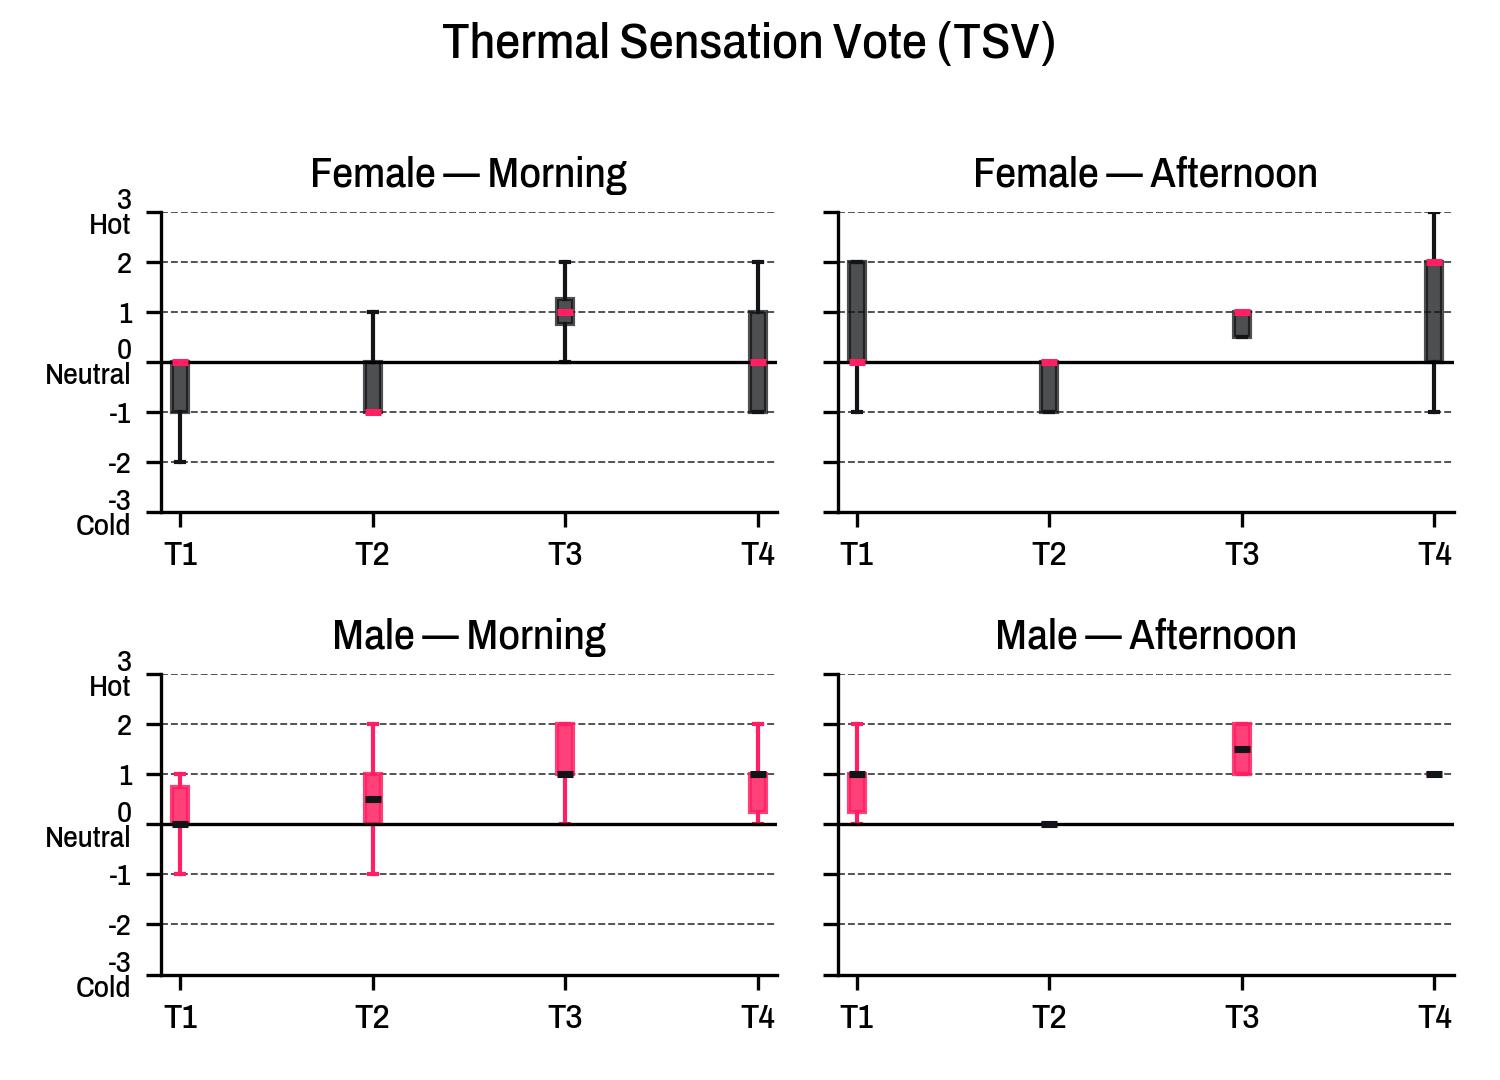 Thermal Sensation Vote (TSV)
Female — Morning
Female — Afternoon
3
Hot
2
1
0
Neutral
-1
-2
-3
Cold
T1 T2 T3 T4
T1 T2 T3 T4
Male — Morning
Male — Afternoon
3
Hot
2
1
0
Neutral
-1
-2
-3
Cold
T1 T2 T3 T4
T1 T2 T3 T4